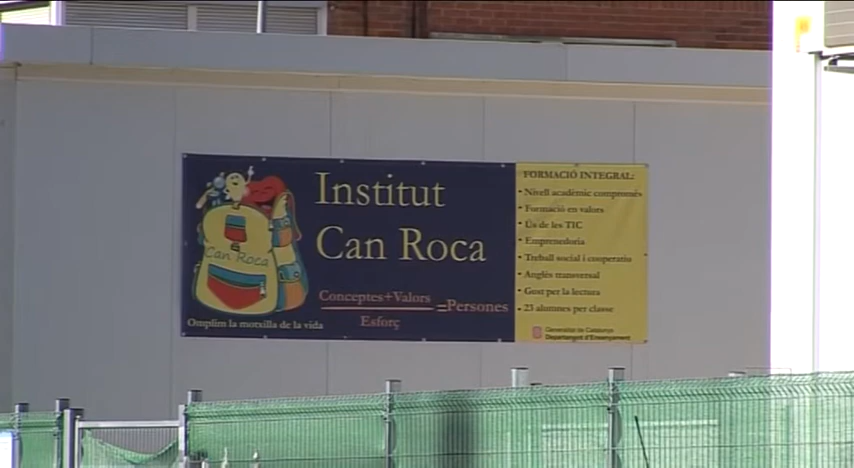 Institut
Can Roca
Can Roca
Conceptes+Valors
Esforç
=Persones
Omplim la motxilla de la vida
FORMACIÓ INTEGRAL:
- Nivell acadèmic compromès
- Formació en valors
- Ús de les TIC
- Emprenedoria
- Treball social i cooperatiu
- Anglès transversal
- Gust per la lectura
- 23 alumnes per classe
Generalitat de Catalunya
Departament d'Ensenyament